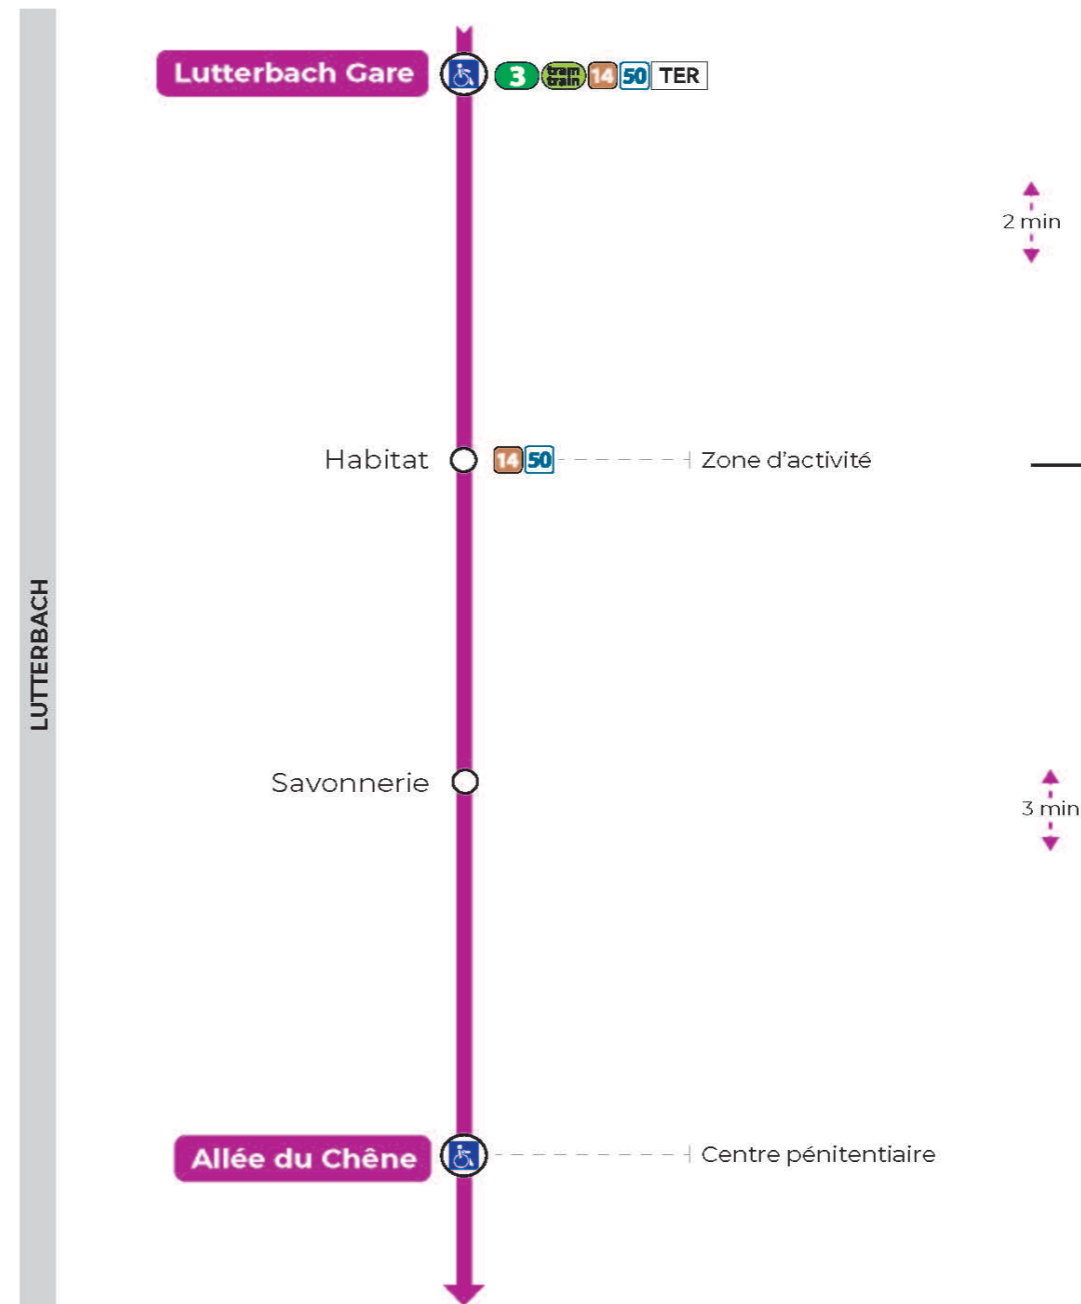 Lutterbach Gare 3 tram train 14 50 TER
2 min
Habitat 14 50 Zone d'activité
LUTTERBACH
Savonnerie
3 min
Allée du Chêne Centre pénitentiaire